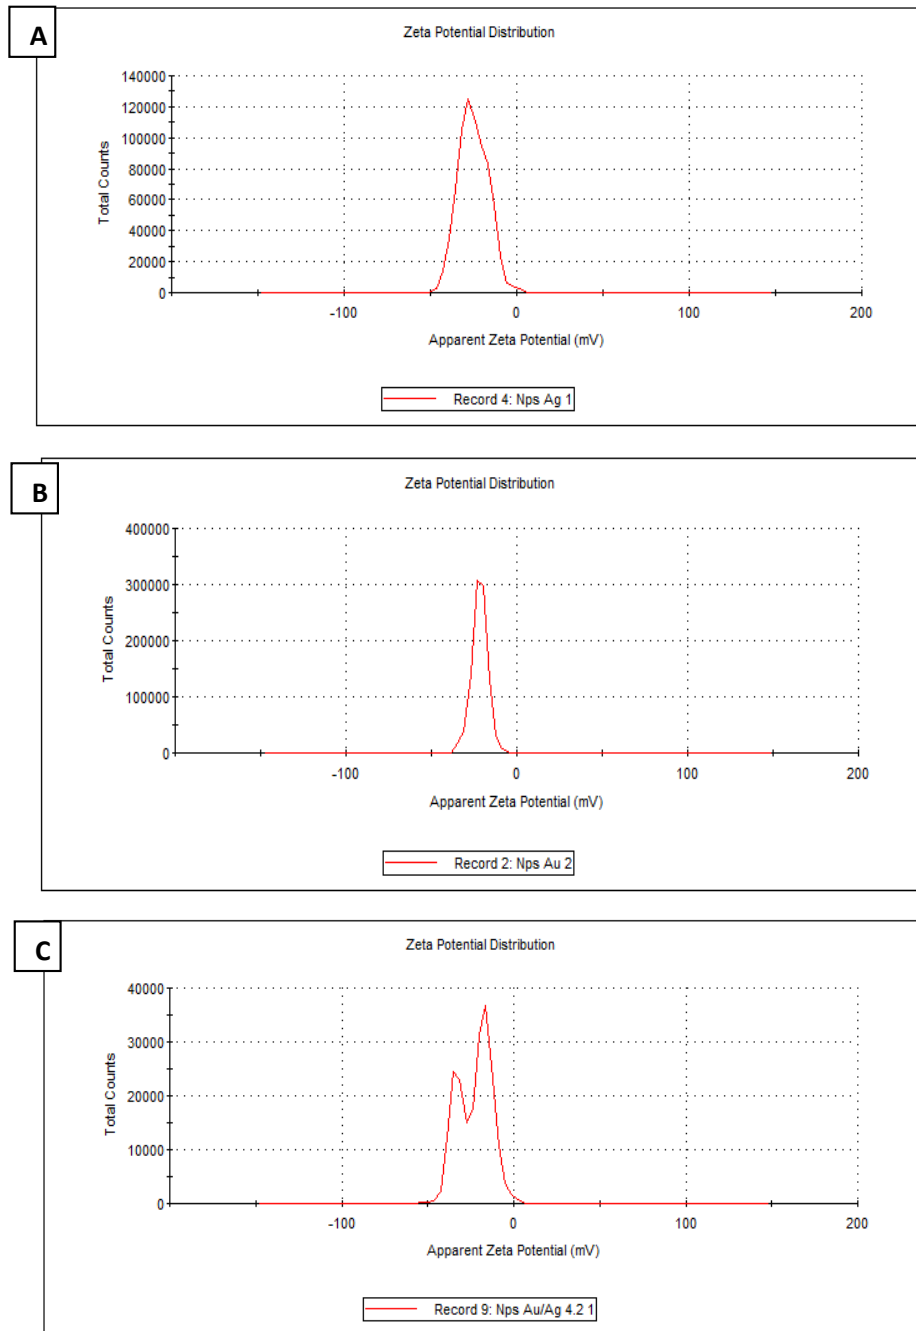 A
Zeta Potential Distribution
140000
120000
100000
80000
60000
40000
20000
0
Total Counts
-100 0 100 200
Apparent Zeta Potential (mV)
Record 4: Nps Ag 1
B
Zeta Potential Distribution
400000
300000
200000
100000
0
Total Counts
-100 0 100 200
Apparent Zeta Potential (mV)
Record 2: Nps Au 2
C
Zeta Potential Distribution
40000
30000
20000
10000
0
Total Counts
-100 0 100 200
Apparent Zeta Potential (mV)
Record 9: Nps Au/Ag 4.2 1